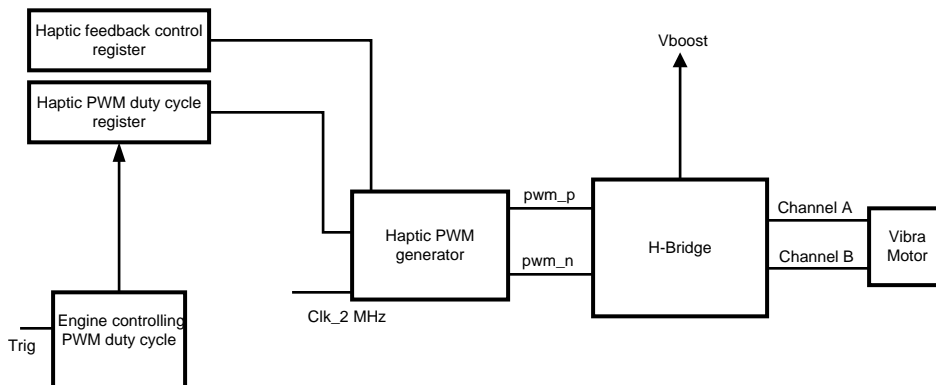 Haptic feedback control
register
Vboost
Haptic PWM duty cycle
register
pwm_p
Haptic PWM
generator
pwm_n
H-Bridge
Channel A
Channel B
Vibra
Motor
Clk_2 MHz
Trig
Engine controlling
PWM duty cycle